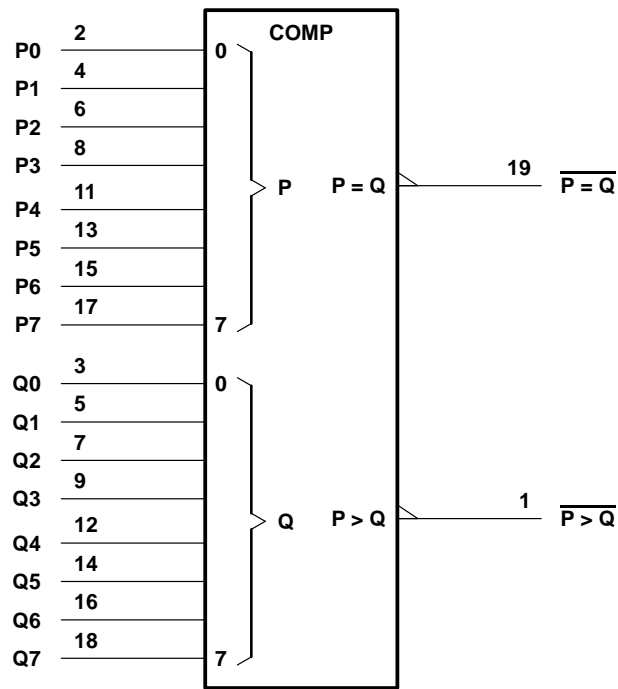 COMP
P0 2 0
P1 4
P2 6
P3 8
P P = Q 19 P = Q
P4 11
P5 13
P6 15
P7 17 7
Q0 3 0
Q1 5
Q2 7
Q3 9
Q P > Q 1 P > Q
Q4 12
Q5 14
Q6 16
Q7 18 7